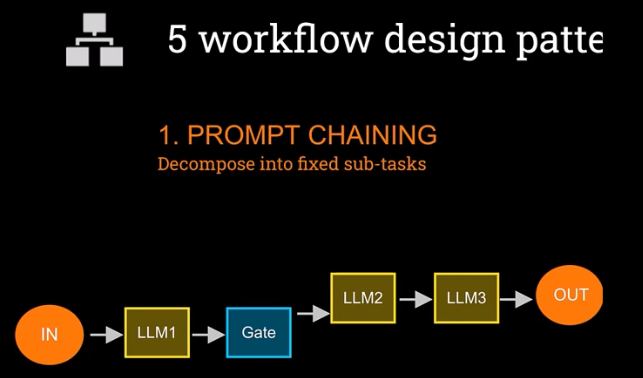 5 workflow design patte
1. PROMPT CHAINING
Decompose into fixed sub-tasks
IN
LLM1
Gate
LLM2
LLM3
OUT